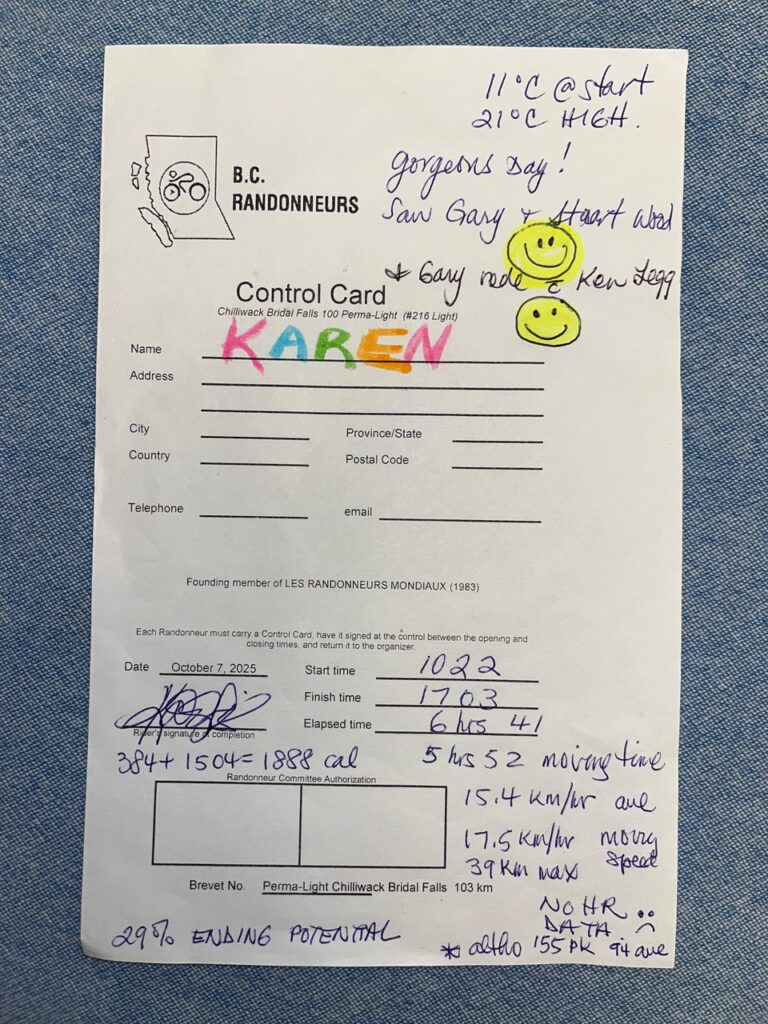 11°C @ start
21°C HIGH.
gorgeous Day!
Saw Gary + Stuart Wood
* Gary rode c̄ Ken Legg
B.C.
RANDONNEURS
Control Card
Chilliwack Bridal Falls 100 Perma-Light (#216 Light)
Name KAREN
Address
City Province/State
Country Postal Code
Telephone email
Founding member of LES RANDONNEURS MONDIAUX (1983)
Each Randonneur must carry a Control Card, have it signed at the control between the opening and
closing times, and return it to the organizer.
Date October 7, 2025 Start time 1022
Finish time 1703
Elapsed time 6 hrs 41
Rider's signature of completion
384 + 1504 = 1888 cal 5 hrs 52 moving time
Randonneur Committee Authorization
15.4 km/hr ave
17.5 km/hr moving speed
39 Km max
Brevet No. Perma-Light Chilliwack Bridal Falls 103 km
NO HR
DATA
29% ENDING POTENTIAL
* altho 155 pk 94 ave